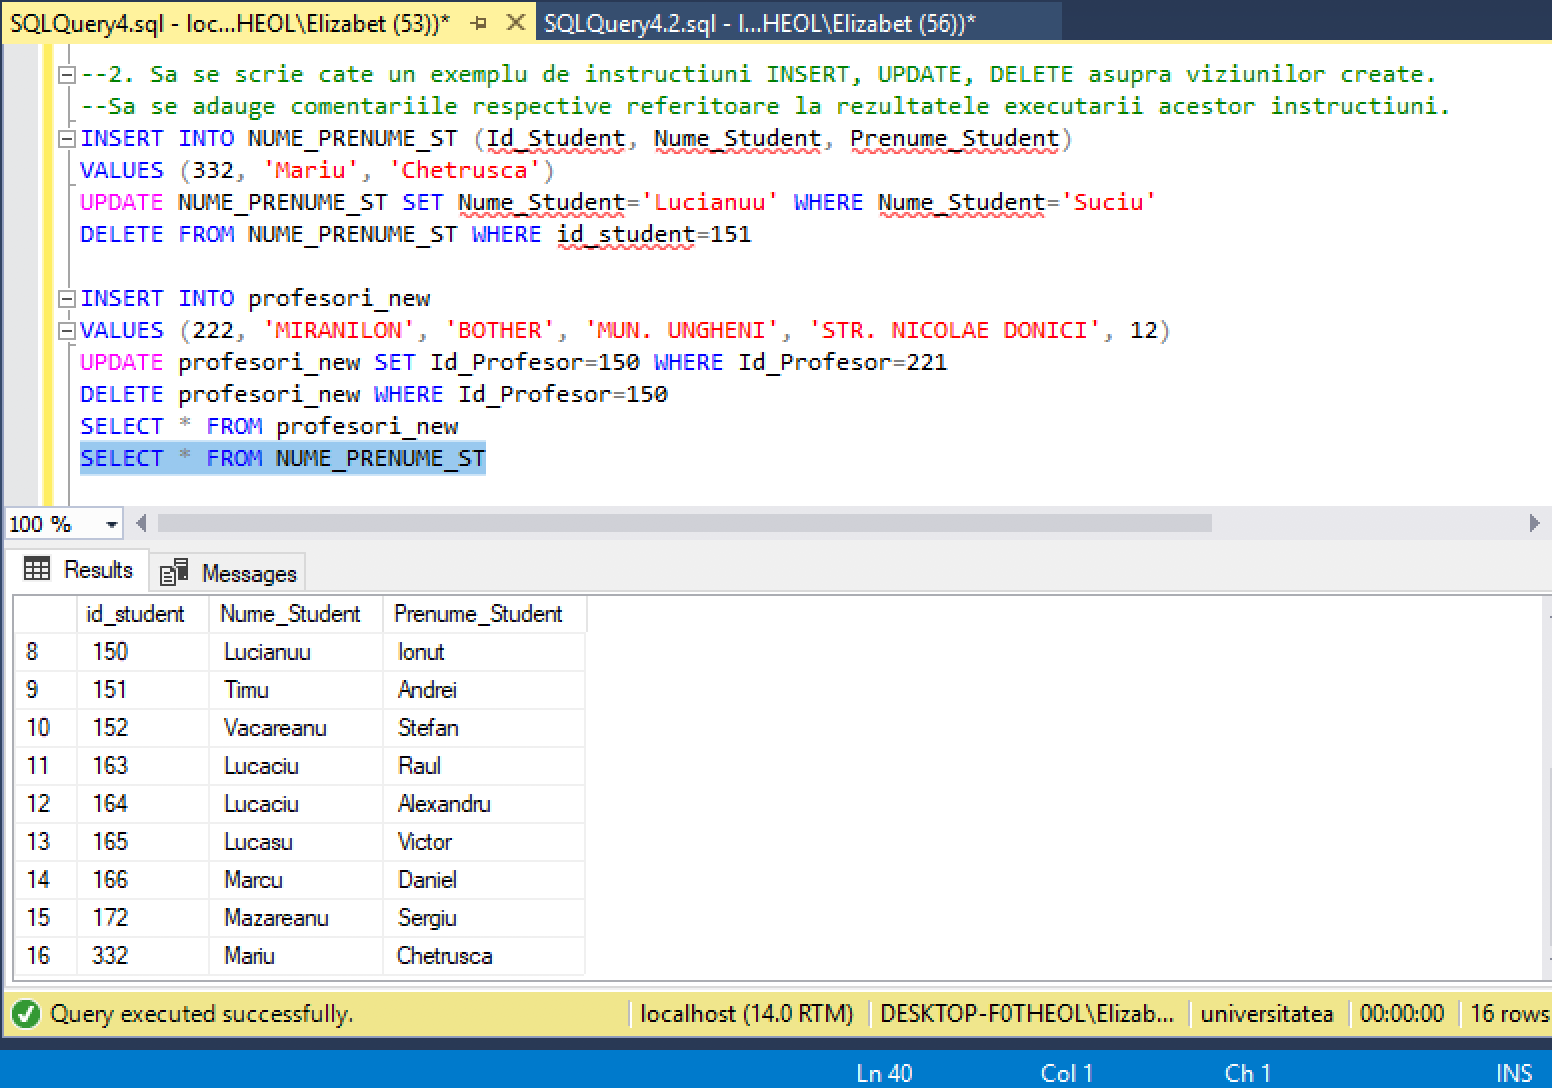 SQLQuery4.sql - loc...HEOL\Elizabet (53))* SQLQuery4.2.sql - l...HEOL\Elizabet (56))*
--2. Sa se scrie cate un exemplu de instructiuni INSERT, UPDATE, DELETE asupra viziunilor create.
--Sa se adauge comentariile respective referitoare la rezultatele executarii acestor instructiuni.
INSERT INTO NUME_PRENUME_ST (Id_Student, Nume_Student, Prenume_Student)
VALUES (332, 'Mariu', 'Chetrusca')
UPDATE NUME_PRENUME_ST SET Nume_Student='Lucianuu' WHERE Nume_Student='Suciu'
DELETE FROM NUME_PRENUME_ST WHERE id_student=151
INSERT INTO profesori_new
VALUES (222, 'MIRANILON', 'BOTHER', 'MUN. UNGHENI', 'STR. NICOLAE DONICI', 12)
UPDATE profesori_new SET Id_Profesor=150 WHERE Id_Profesor=221
DELETE profesori_new WHERE Id_Profesor=150
SELECT * FROM profesori_new
SELECT * FROM NUME_PRENUME_ST
100 %
Results Messages
id_student Nume_Student Prenume_Student
8 150 Lucianuu Ionut
9 151 Timu Andrei
10 152 Vacareanu Stefan
11 163 Lucaciu Raul
12 164 Lucaciu Alexandru
13 165 Lucasu Victor
14 166 Marcu Daniel
15 172 Mazareanu Sergiu
16 332 Mariu Chetrusca
Query executed successfully. localhost (14.0 RTM) DESKTOP-F0THEOL\Elizab... universitatea 00:00:00 16 rows
Ln 40 Col 1 Ch 1 INS